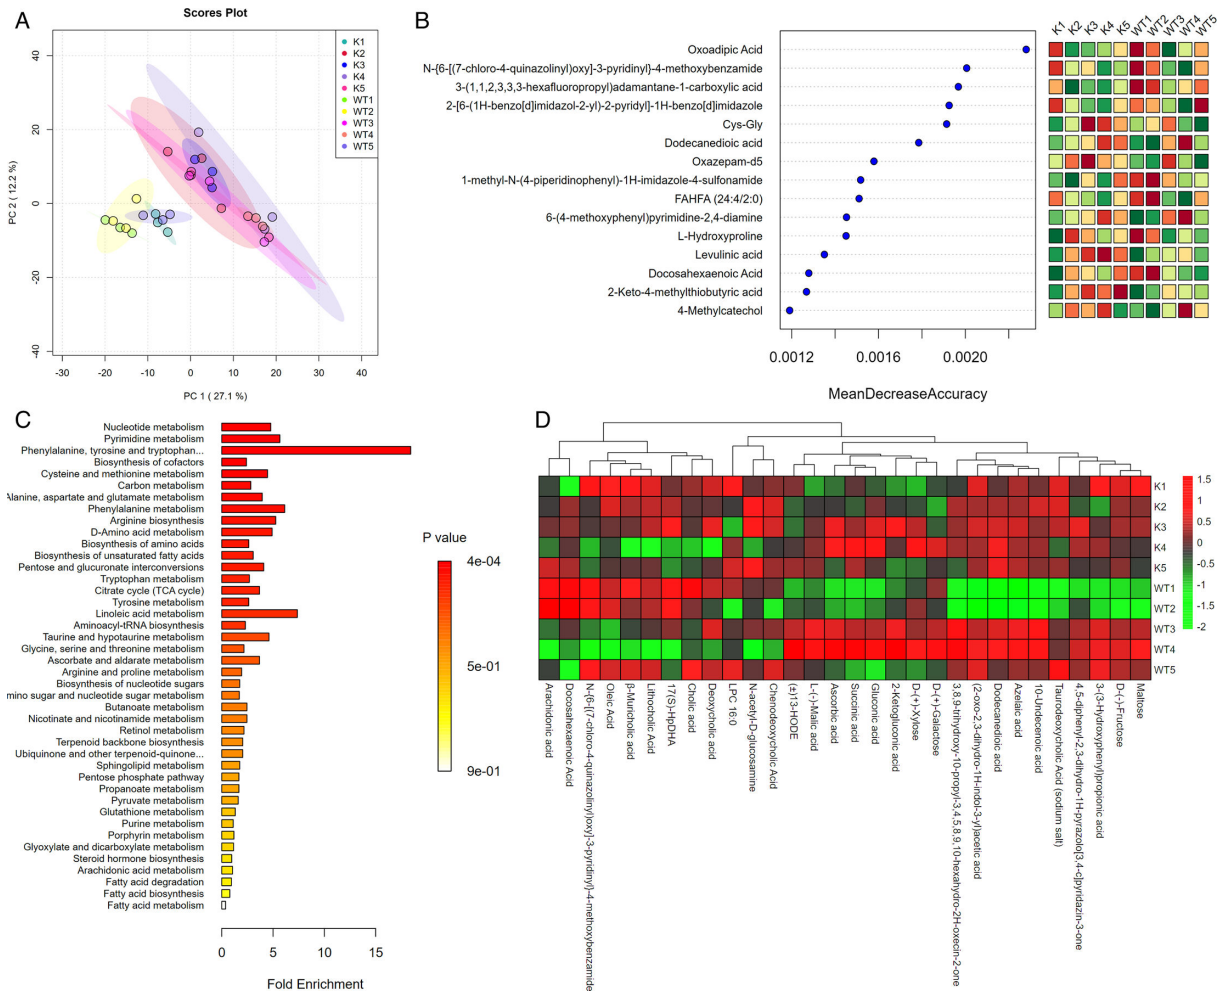 A
Scores Plot
PC 2 ( 12.2 %)
40
20
0
-20
-40
-30
-20
-10
0
10
20
30
40
PC 1 ( 27.1 %)
K1
K2
K3
K4
K5
WT1
WT2
WT3
WT4
WT5
B
Oxoadipic Acid
N-{6-[(7-chloro-4-quinazolinyl)oxy]-3-pyridinyl}-4-methoxybenzamide
3-(1,1,2,3,3,3-hexafluoropropyl)adamantane-1-carboxylic acid
2-[6-(1H-benzo[d]imidazol-2-yl)-2-pyridyl]-1H-benzo[d]imidazole
Cys-Gly
Dodecanedioic acid
Oxazepam-d5
1-methyl-N-(4-piperidinophenyl)-1H-imidazole-4-sulfonamide
FAHFA (24:4/2:0)
6-(4-methoxyphenyl)pyrimidine-2,4-diamine
L-Hydroxyproline
Levulinic acid
Docosahexaenoic Acid
2-Keto-4-methylthiobutyric acid
4-Methylcatechol
0.0012
0.0016
0.0020
MeanDecreaseAccuracy
K1
K2
K3
K4
K5
WT1
WT2
WT3
WT4
WT5
C
Nucleotide metabolism
Pyrimidine metabolism
Phenylalanine, tyrosine and tryptophan...
Biosynthesis of cofactors
Cysteine and methionine metabolism
Carbon metabolism
Alanine, aspartate and glutamate metabolism
Phenylalanine metabolism
Arginine biosynthesis
D-Amino acid metabolism
Biosynthesis of amino acids
Biosynthesis of unsaturated fatty acids
Pentose and glucuronate interconversions
Tryptophan metabolism
Citrate cycle (TCA cycle)
Tyrosine metabolism
Linoleic acid metabolism
Aminoacyl-tRNA biosynthesis
Taurine and hypotaurine metabolism
Glycine, serine and threonine metabolism
Ascorbate and aldarate metabolism
Arginine and proline metabolism
Biosynthesis of nucleotide sugars
mino sugar and nucleotide sugar metabolism
Butanoate metabolism
Nicotinate and nicotinamide metabolism
Retinol metabolism
Terpenoid backbone biosynthesis
Ubiquinone and other terpenoid-quinone...
Sphingolipid metabolism
Pentose phosphate pathway
Propanoate metabolism
Pyruvate metabolism
Glutathione metabolism
Purine metabolism
Porphyrin metabolism
Glyoxylate and dicarboxylate metabolism
Steroid hormone biosynthesis
Arachidonic acid metabolism
Fatty acid degradation
Fatty acid biosynthesis
Fatty acid metabolism
0
5
10
15
Fold Enrichment
P value
4e-04
5e-01
9e-01
D
K1
K2
K3
K4
K5
WT1
WT2
WT3
WT4
WT5
1.5
1
0.5
0
-0.5
-1
-1.5
-2
Arachidonic acid
Docosahexaenoic Acid
N-{6-[(7-chloro-4-quinazolinyl)oxy]-3-pyridinyl}-4-methoxybenzamide
Oleic Acid
β-Muricholic acid
Lithocholic Acid
17(S)-HpDHA
Cholic acid
Deoxycholic acid
LPC 16:0
N-acetyl-D-glucosamine
Chenodeoxycholic Acid
(±)13-HODE
L-(-)-Malic acid
Ascorbic acid
Succinic acid
Gluconic acid
2-Ketogluconic acid
D-(+)-Xylose
D-(+)-Galactose
3,8,9-trihydroxy-10-propyl-3,4,5,8,9,10-hexahydro-2H-oxecin-2-one
(2-oxo-2,3-dihydro-1H-indol-3-yl)acetic acid
Dodecanedioic acid
Azelaic acid
10-Undecenoic acid
Taurodeoxycholic Acid (sodium salt)
4,5-diphenyl-2,3-dihydro-1H-pyrazolo[3,4-c]pyridazin-3-one
3-(3-Hydroxyphenyl)propionic acid
D-(-)-Fructose
Maltose